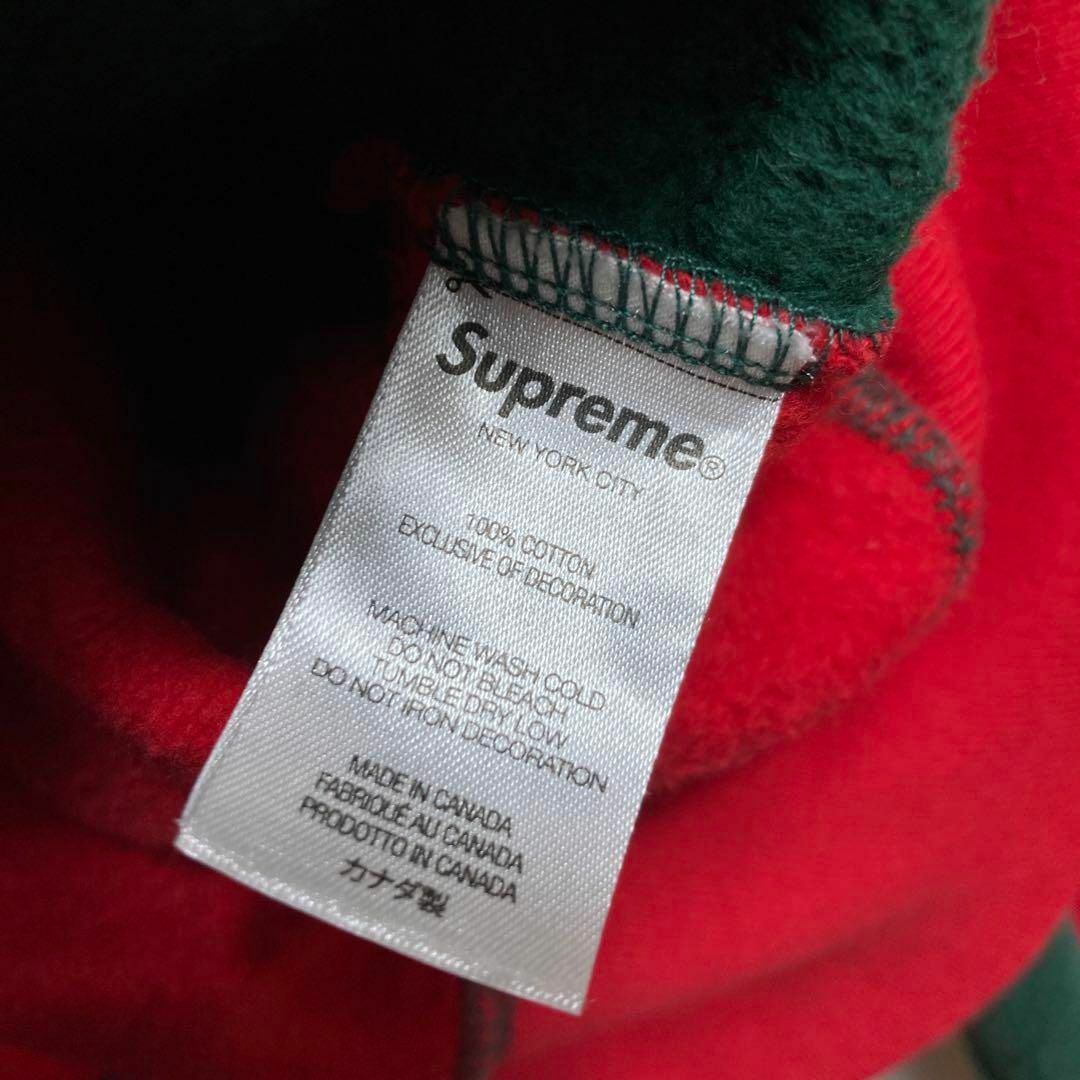 Supreme®
NEW YORK CITY
100% COTTON
EXCLUSIVE OF DECORATION
MACHINE WASH COLD
DO NOT BLEACH
TUMBLE DRY LOW
DO NOT IRON DECORATION
MADE IN CANADA
FABRIQUÉ AU CANADA
PRODOTTO IN CANADA
カナダ製